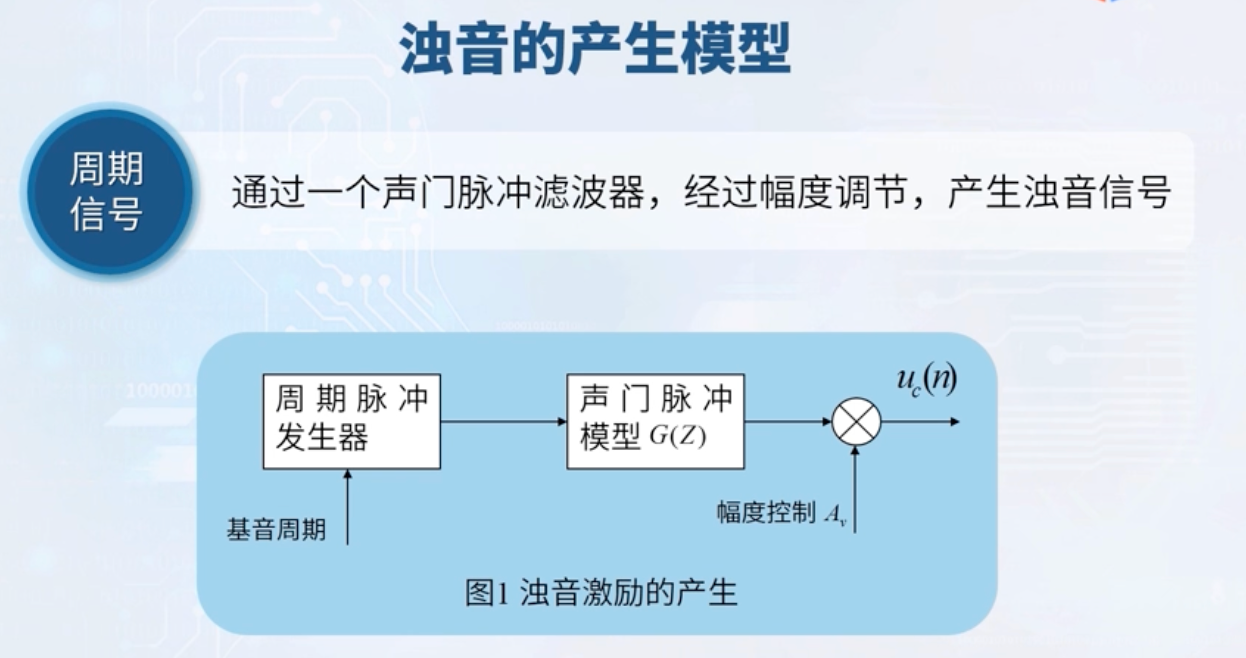 浊音的产生模型
周期
信号
通过一个声门脉冲滤波器，经过幅度调节，产生浊音信号
周期脉冲
发生器
声门脉冲
模型 G(Z)
u_c(n)
基音周期
幅度控制 A_v
图1 浊音激励的产生